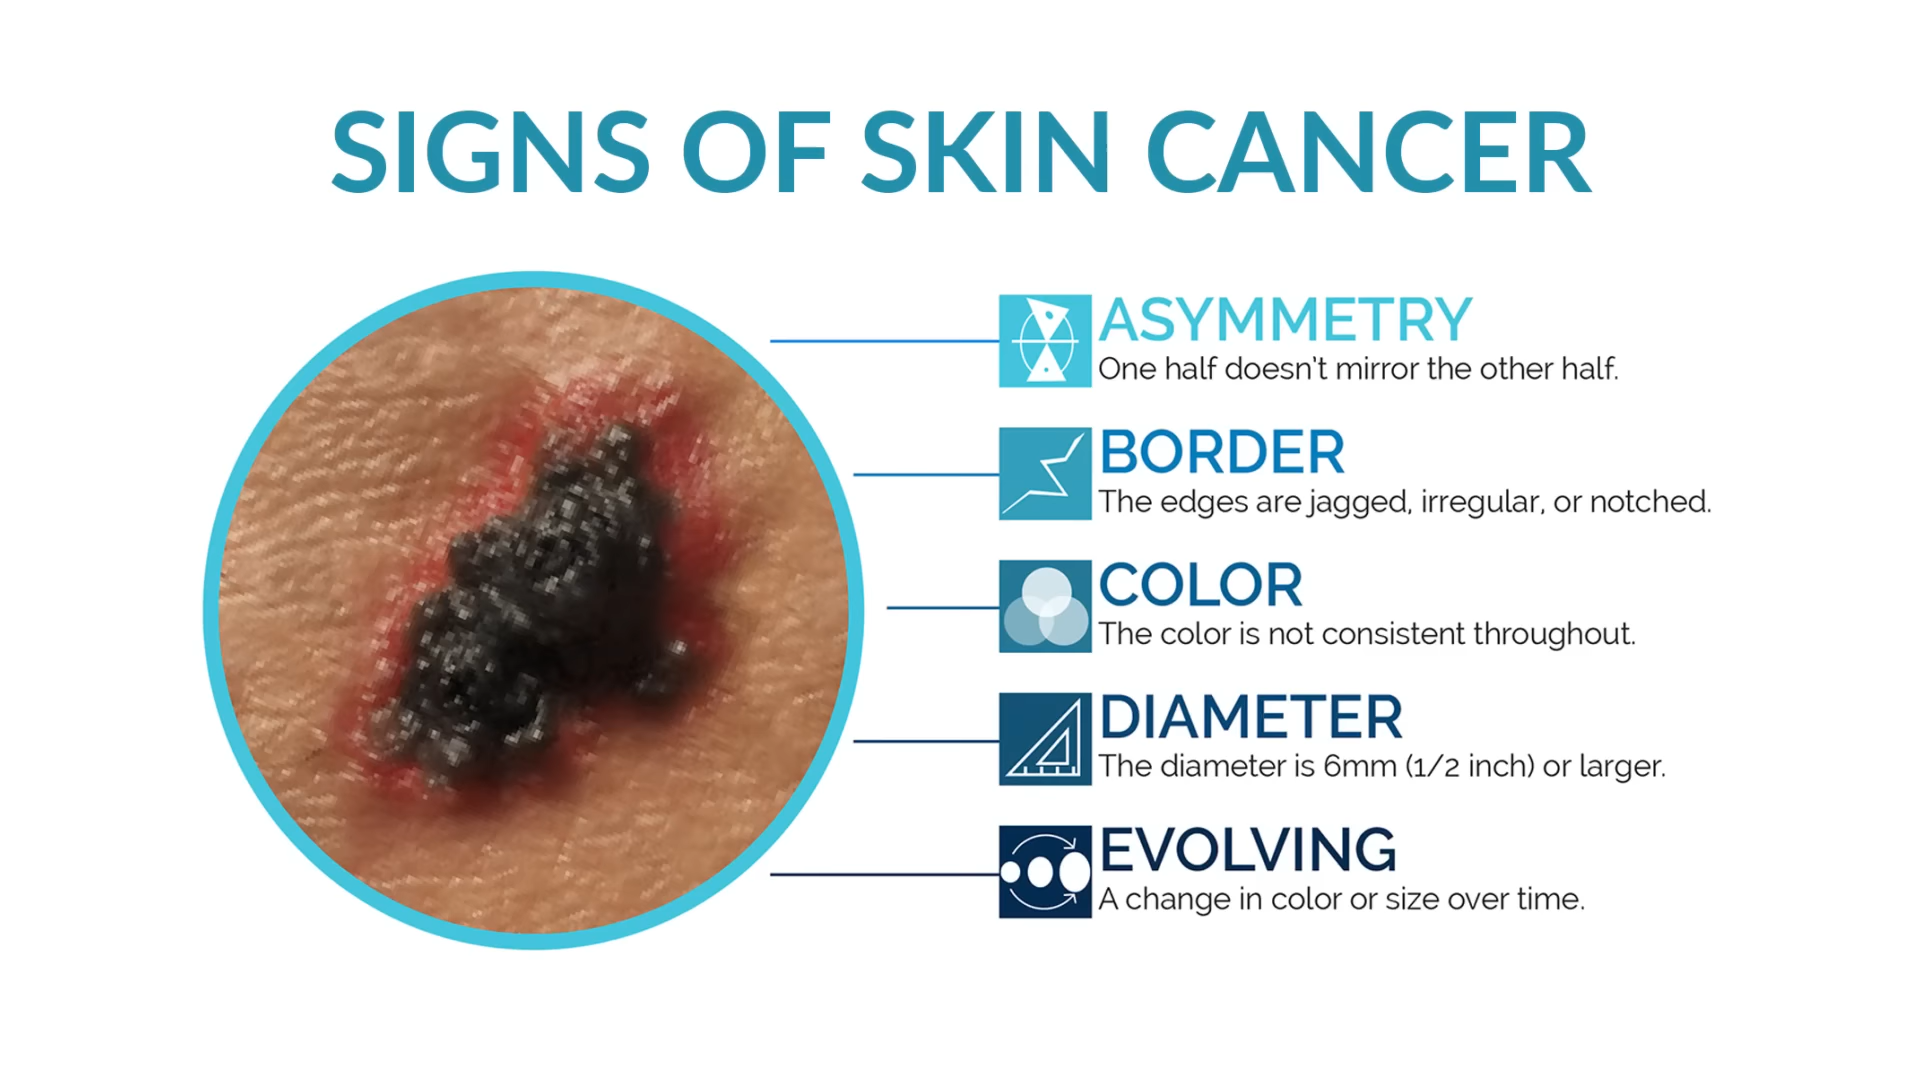 SIGNS OF SKIN CANCER
ASYMMETRY
One half doesn't mirror the other half.
BORDER
The edges are jagged, irregular, or notched.
COLOR
The color is not consistent throughout.
DIAMETER
The diameter is 6mm (1/2 inch) or larger.
EVOLVING
A change in color or size over time.